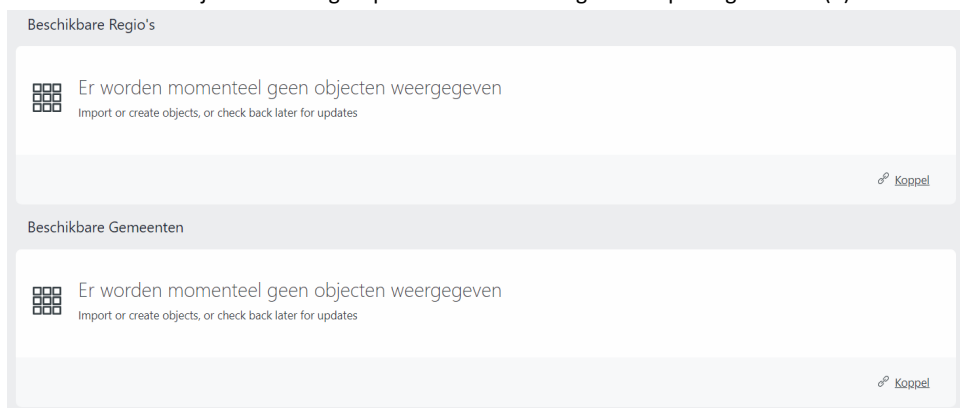 Beschikbare Regio's
Er worden momenteel geen objecten weergegeven
Import or create objects, or check back later for updates
Koppel
Beschikbare Gemeenten
Er worden momenteel geen objecten weergegeven
Import or create objects, or check back later for updates
Koppel